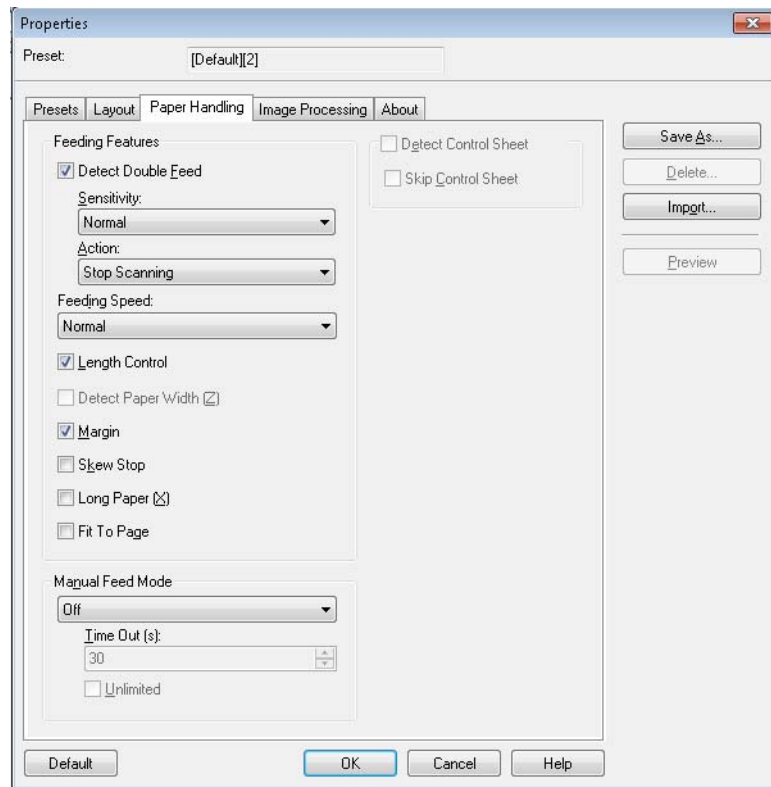 Properties
Preset:
[Default][2]
Presets
Layout
Paper Handling
Image Processing
About
Feeding Features
Detect Double Feed
Sensitivity:
Normal
Action:
Stop Scanning
Feeding Speed:
Normal
Length Control
Detect Paper Width (Z)
Margin
Skew Stop
Long Paper (X)
Fit To Page
Manual Feed Mode
Off
Time Out (s):
30
Unlimited
Detect Control Sheet
Skip Control Sheet
Save As...
Delete...
Import...
Preview
Default
OK
Cancel
Help